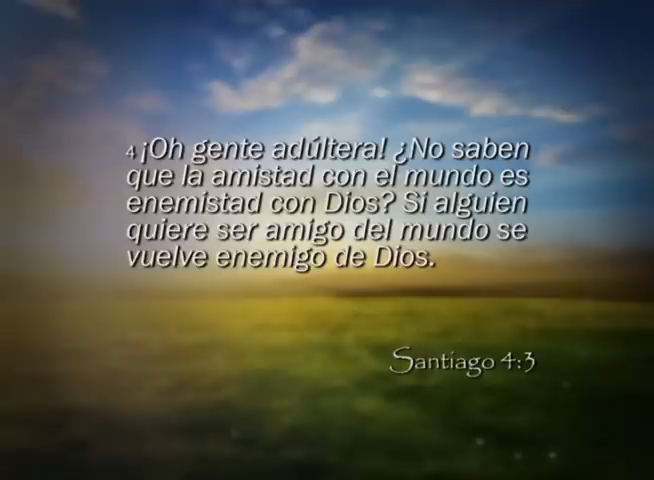 4 ¡Oh gente adúltera! ¿No saben
que la amistad con el mundo es
enemistad con Dios? Si alguien
quiere ser amigo del mundo se
vuelve enemigo de Dios.
Santiago 4:3